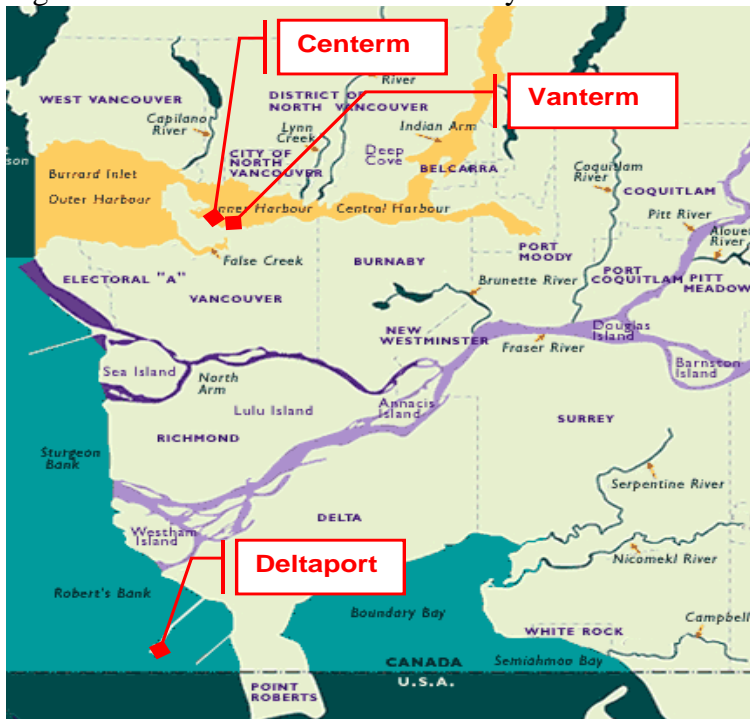 Centerm
River
WEST VANCOUVER
DISTRICT OF
NORTH VANCOUVER
Vanterm
Capilano
River
Lynn
Creek
Indian Arm
Deep
Cove
CITY OF
NORTH
VANCOUVER
BELCARRA
Coquitlam
River
COQUITLAM
Burrard Inlet
Outer Harbour
Harbour
Central Harbour
Pitt River
River
PORT
MOODY
False Creek
BURNABY
ELECTORAL "A"
VANCOUVER
Brunette River
PORT
COQUITLAM
PITT
MEADOW
NEW
WESTMINSTER
Douglas
Island
Fraser River
Sea Island
North
Arm
Barnston
Island
Lulu Island
Annacis
Island
RICHMOND
SURREY
Sturgeon
Bank
Serpentine River
DELTA
Westham
Island
Deltaport
Nicomekl River
Robert's Bank
Boundary Bay
Campbell
WHITE ROCK
CANADA
Semiahmoo Bay
U.S.A.
POINT
ROBERTS